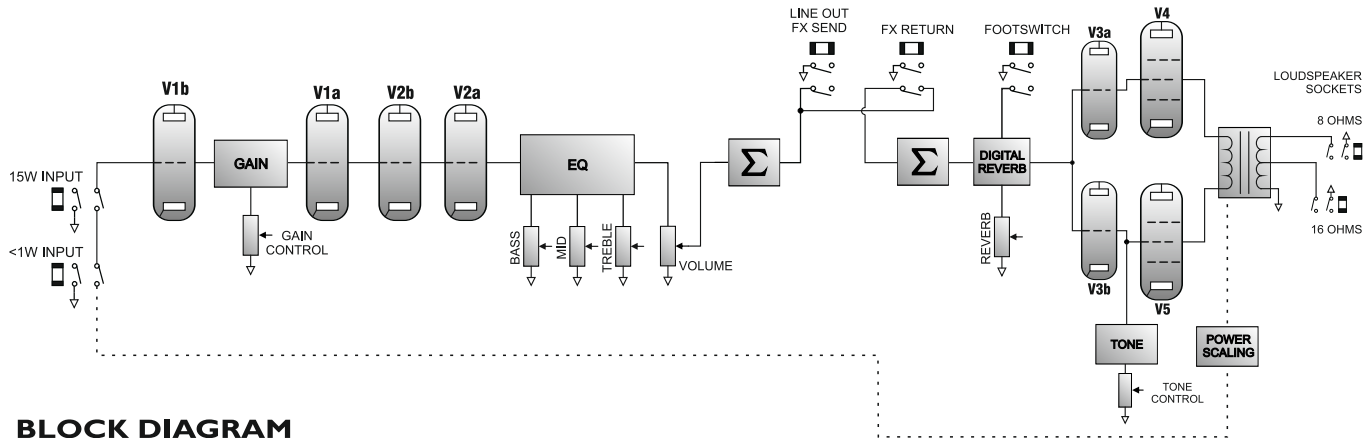 LINE OUT
FX SEND
FX RETURN
FOOTSWITCH
V3a
V4
LOUDSPEAKER
SOCKETS
8 OHMS
16 OHMS
V1b
V1a
V2b
V2a
GAIN
EQ
Σ
Σ
DIGITAL
REVERB
15W INPUT
<1W INPUT
GAIN
CONTROL
BASS
MID
TREBLE
VOLUME
REVERB
V3b
V5
TONE
POWER
SCALING
TONE
CONTROL
BLOCK DIAGRAM